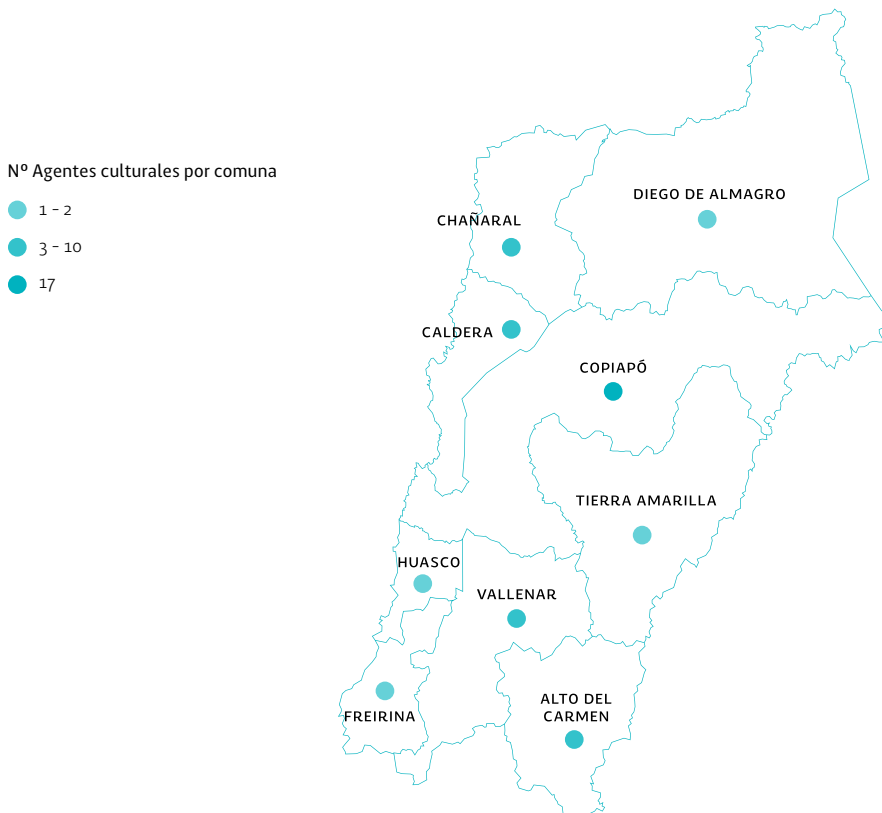 Nº Agentes culturales por comuna
1 - 2
3 - 10
17
DIEGO DE ALMAGRO
CHAÑARAL
CALDERA
COPIAPÓ
TIERRA AMARILLA
HUASCO
VALLENAR
ALTO DEL
CARMEN
FREIRINA